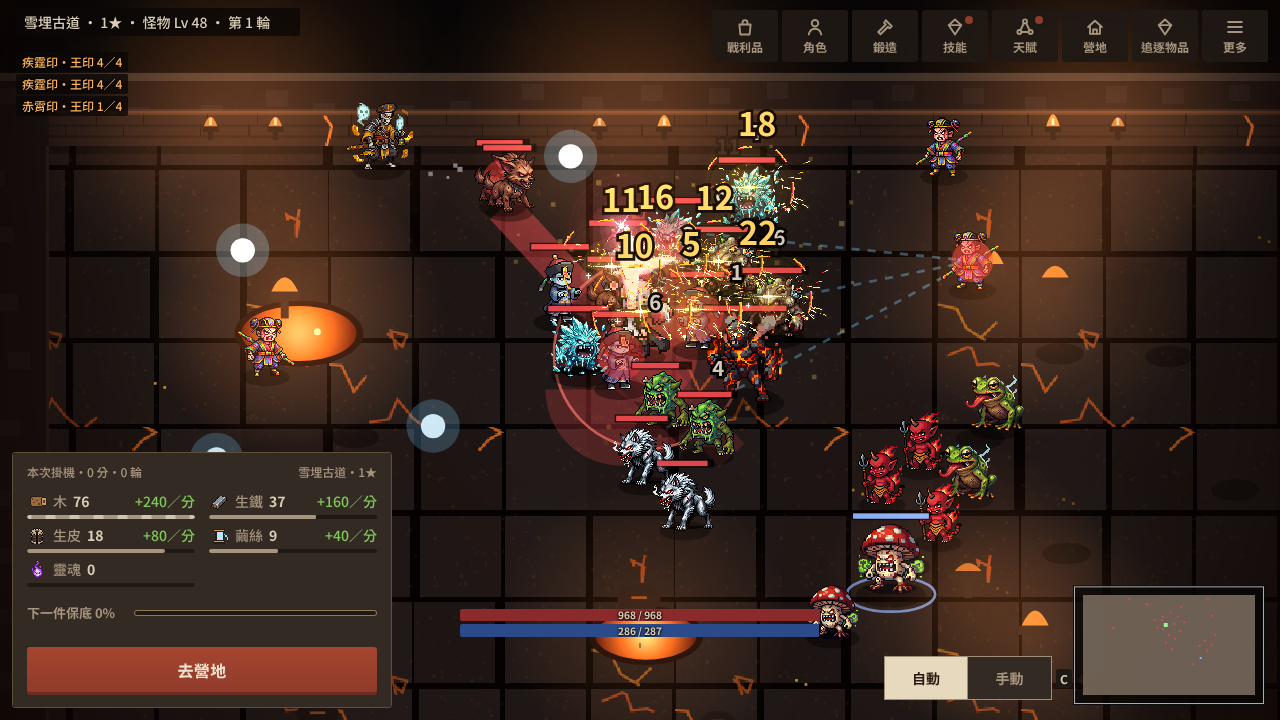 雪埋古道 · 1★ · 怪物 Lv 48 · 第 1 輪
戰利品
角色
鍛造
技能
天賦
營地
追逐物品
更多
疾霆印·王印 4／4
疾霆印·王印 4／4
赤霄印·王印 1／4
18
11
16
12
10
5
22
5
1
6
4
本次掛機·0 分·0 輪
雪埋古道·1★
木 76 +240／分
生鐵 37 +160／分
生皮 18 +80／分
繭絲 9 +40／分
靈魂 0
下一件保底 0%
去營地
968 / 968
286 / 287
自動
手動
C